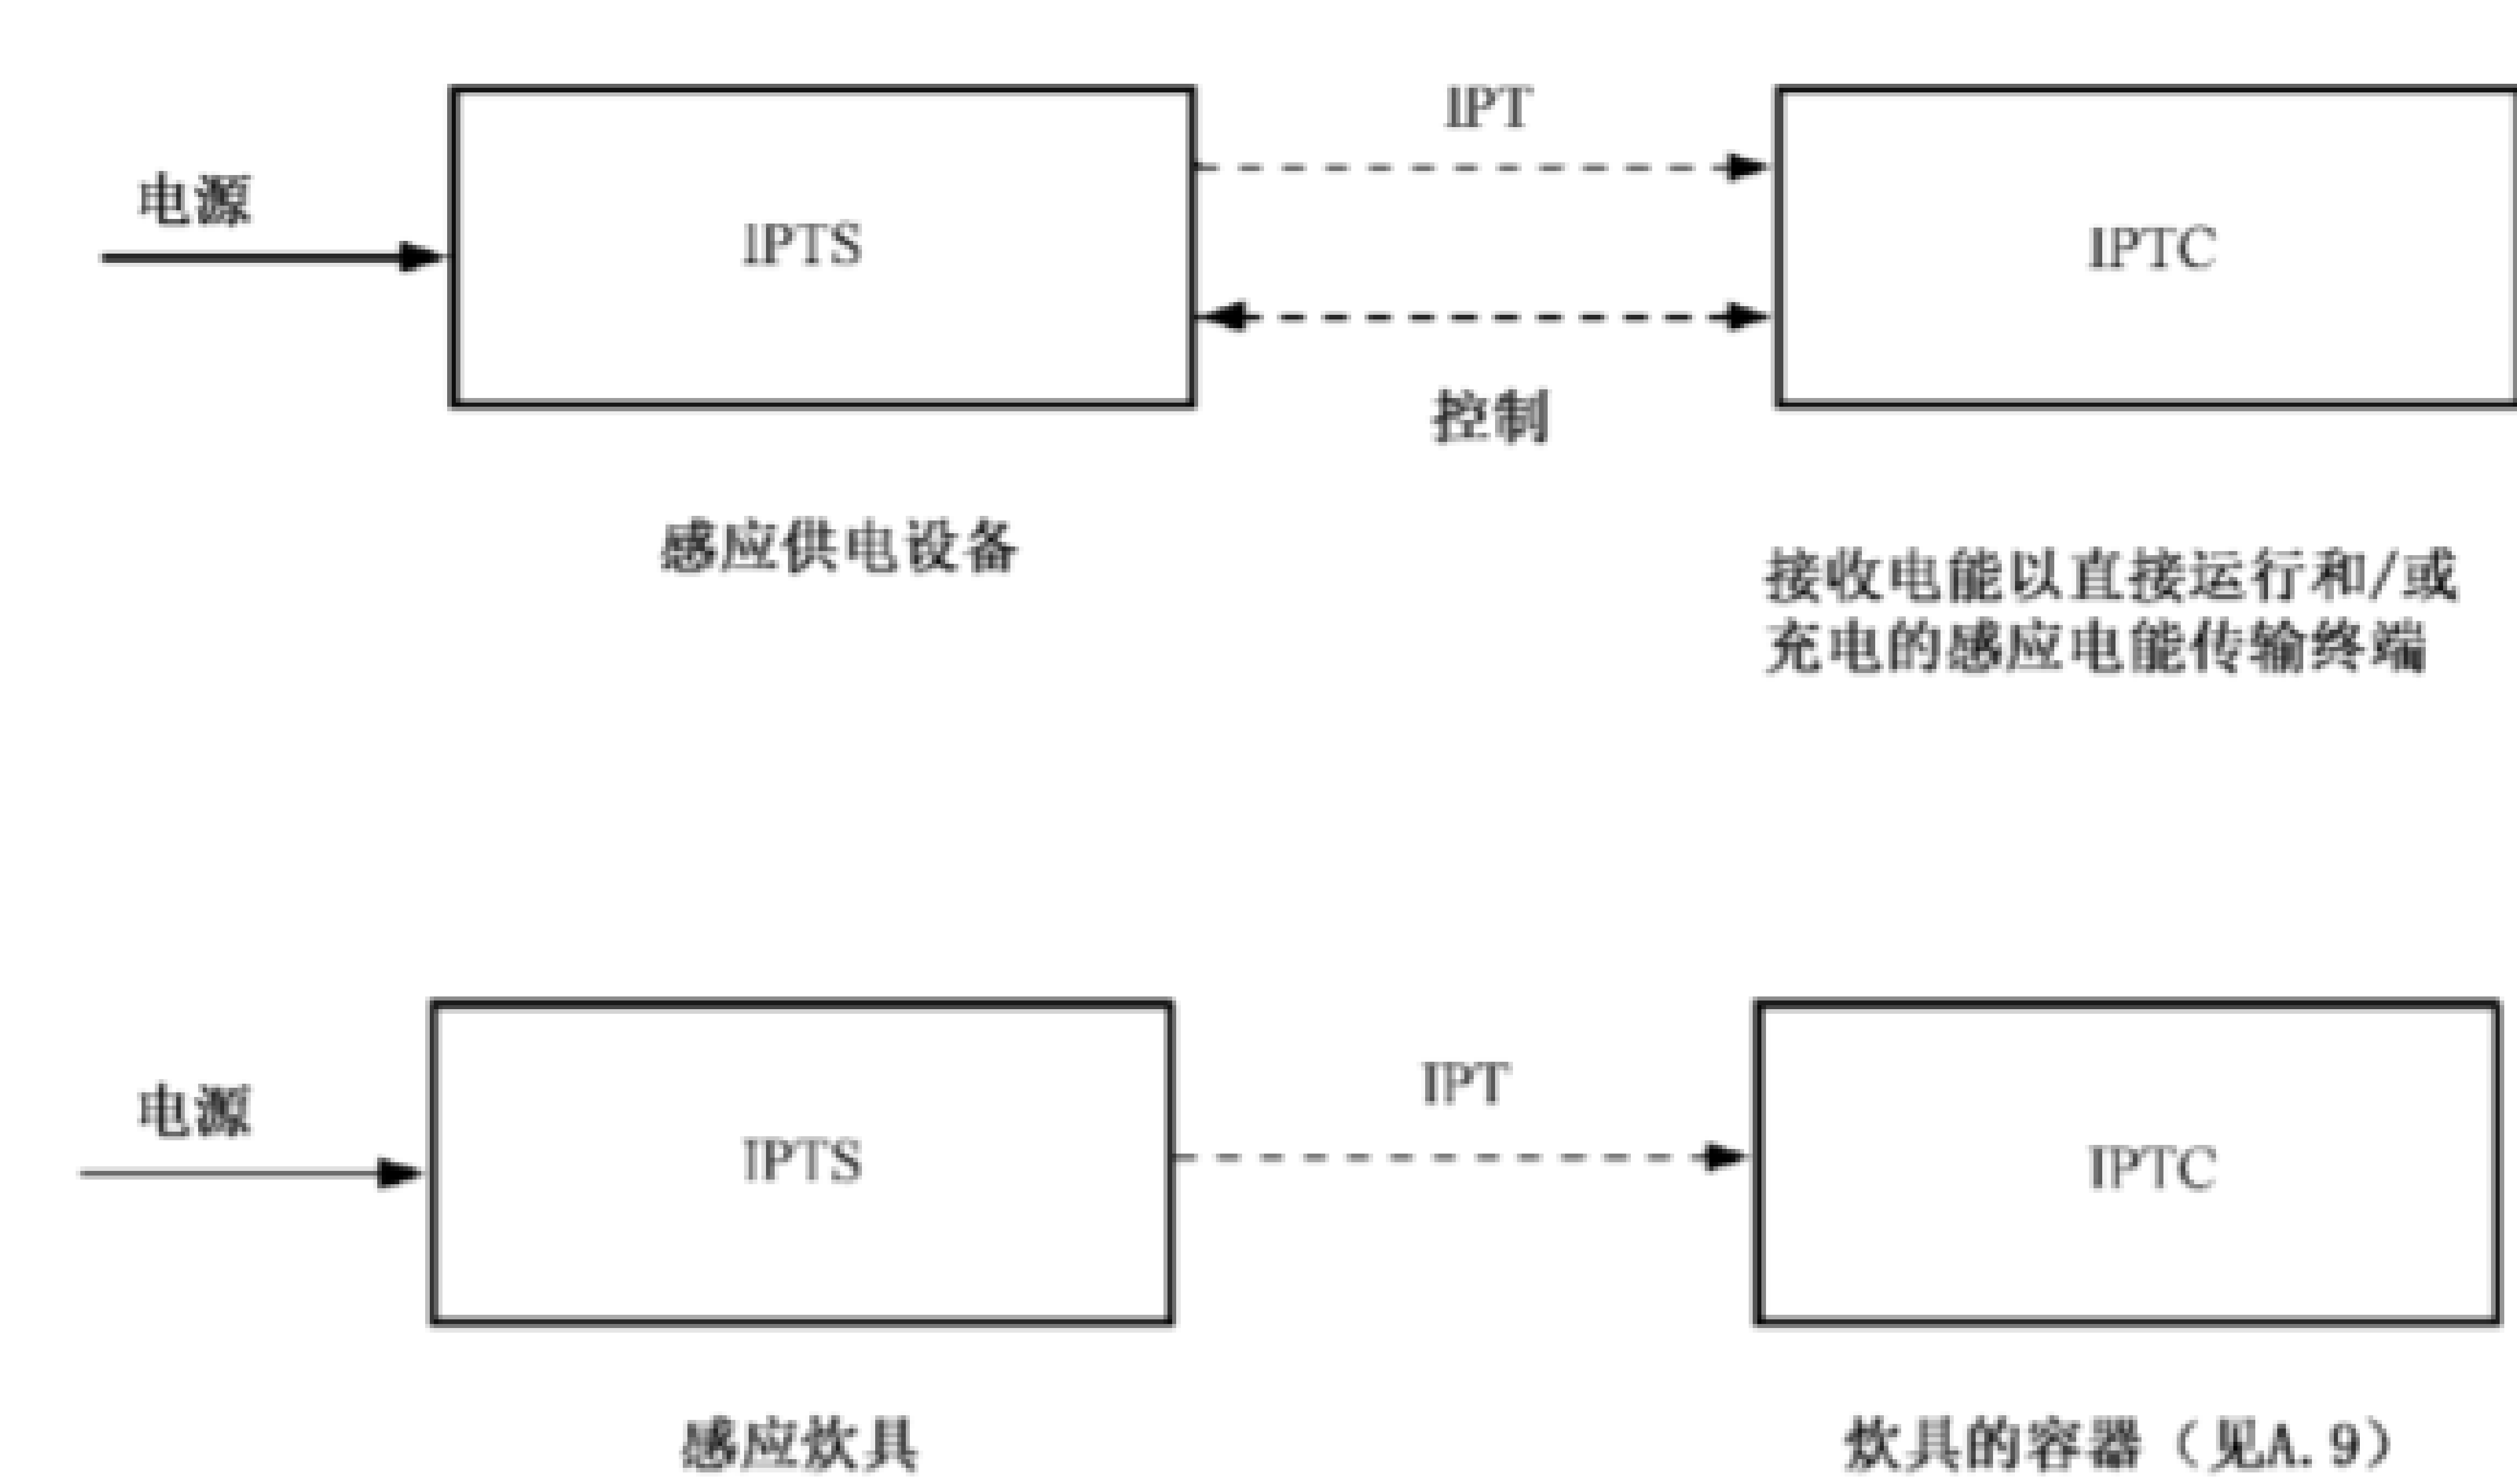 IPT
电源
IPTS
IPTC
控制
感应供电设备
接收电能以直接运行和/或
充电的感应电能传输终端
IPT
电源
IPTS
IPTC
感应炊具
炊具的容器（见A.9）